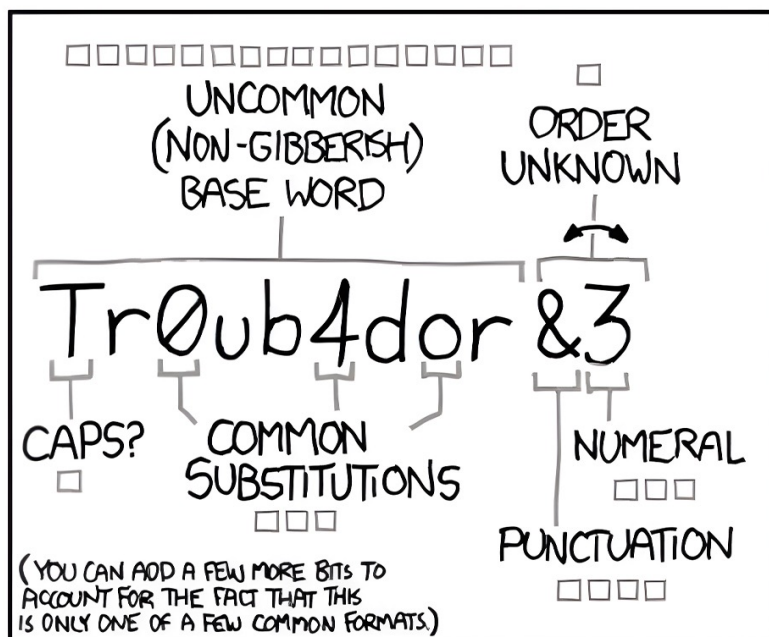 UNCOMMON
(NON-GIBBERISH)
BASE WORD
ORDER
UNKNOWN
Tr0ub4dor &3
CAPS?
COMMON
SUBSTITUTIONS
NUMERAL
PUNCTUATION
(YOU CAN ADD A FEW MORE BITS TO
ACCOUNT FOR THE FACT THAT THIS
IS ONLY ONE OF A FEW COMMON FORMATS.)